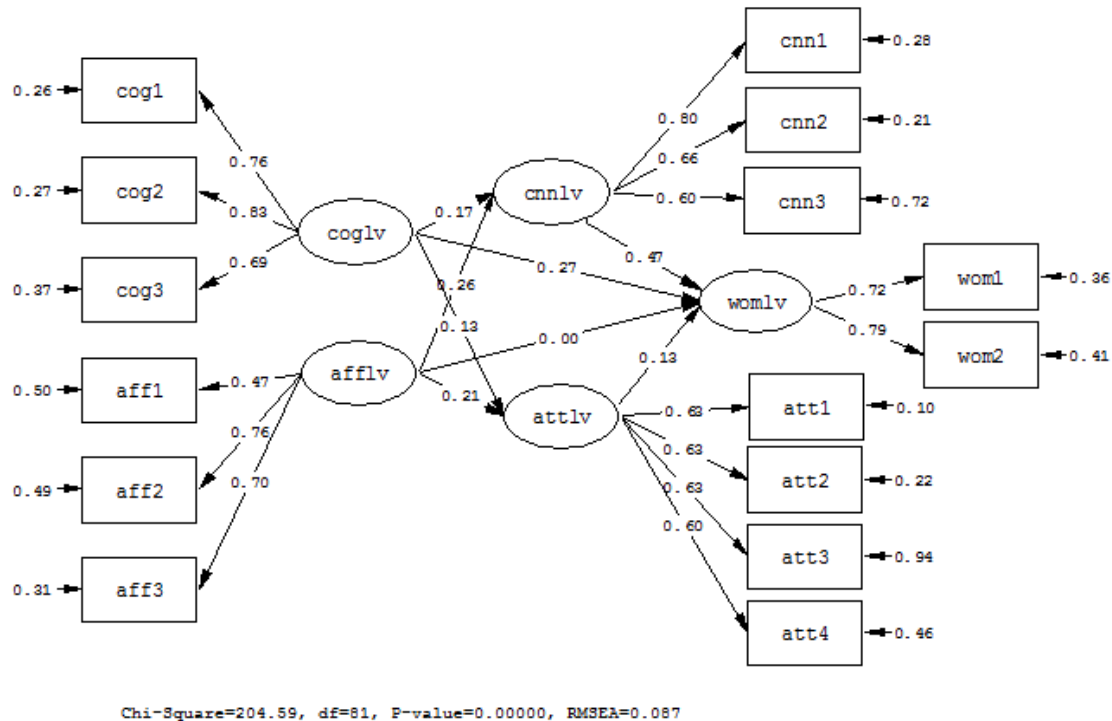 cnn1 0.28
0.26 cog1
0.80 cnn2 0.21
0.76 0.66
0.27 cog2 cnnlv 0.60 cnn3 0.72
0.83 coglv 0.17
0.69 0.47
0.37 cog3 0.27 womlv 0.72 wom1 0.36
0.26
0.13 0.79
0.00 wom2 0.41
0.50 aff1 0.47 afflv 0.13
0.21 attlv 0.63 att1 0.10
0.76
0.63
0.49 aff2 0.70 0.63 att2 0.22
0.60
att3 0.94
0.31 aff3
att4 0.46
Chi-Square=204.59, df=81, P-value=0.00000, RMSEA=0.087